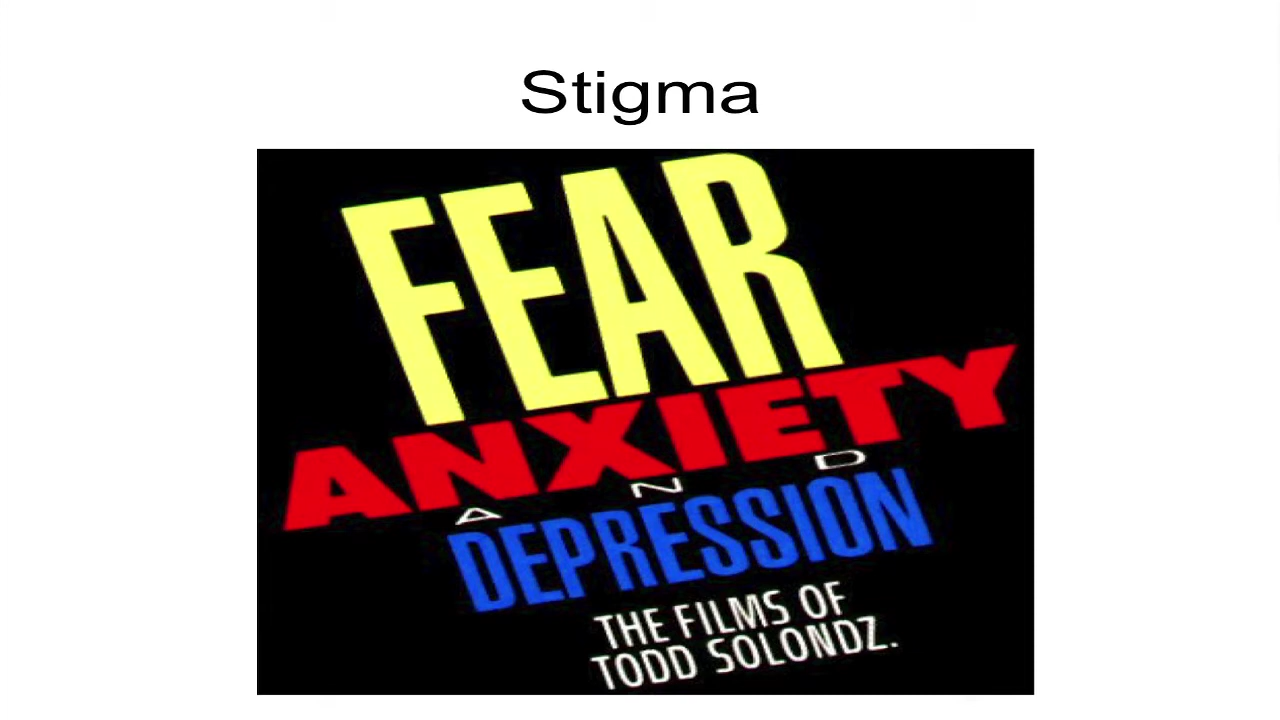 Stigma
FEAR
ANXIETY
AND
DEPRESSION
THE FILMS OF
TODD SOLONDZ.